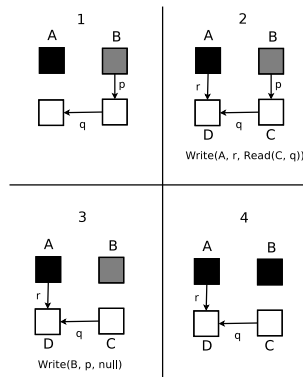 1
A B
p
q
2
A B
r p
q
D C
Write(A, r, Read(C, q))
3
A B
r
q
D C
Write(B, p, null)
4
A B
r
q
D C